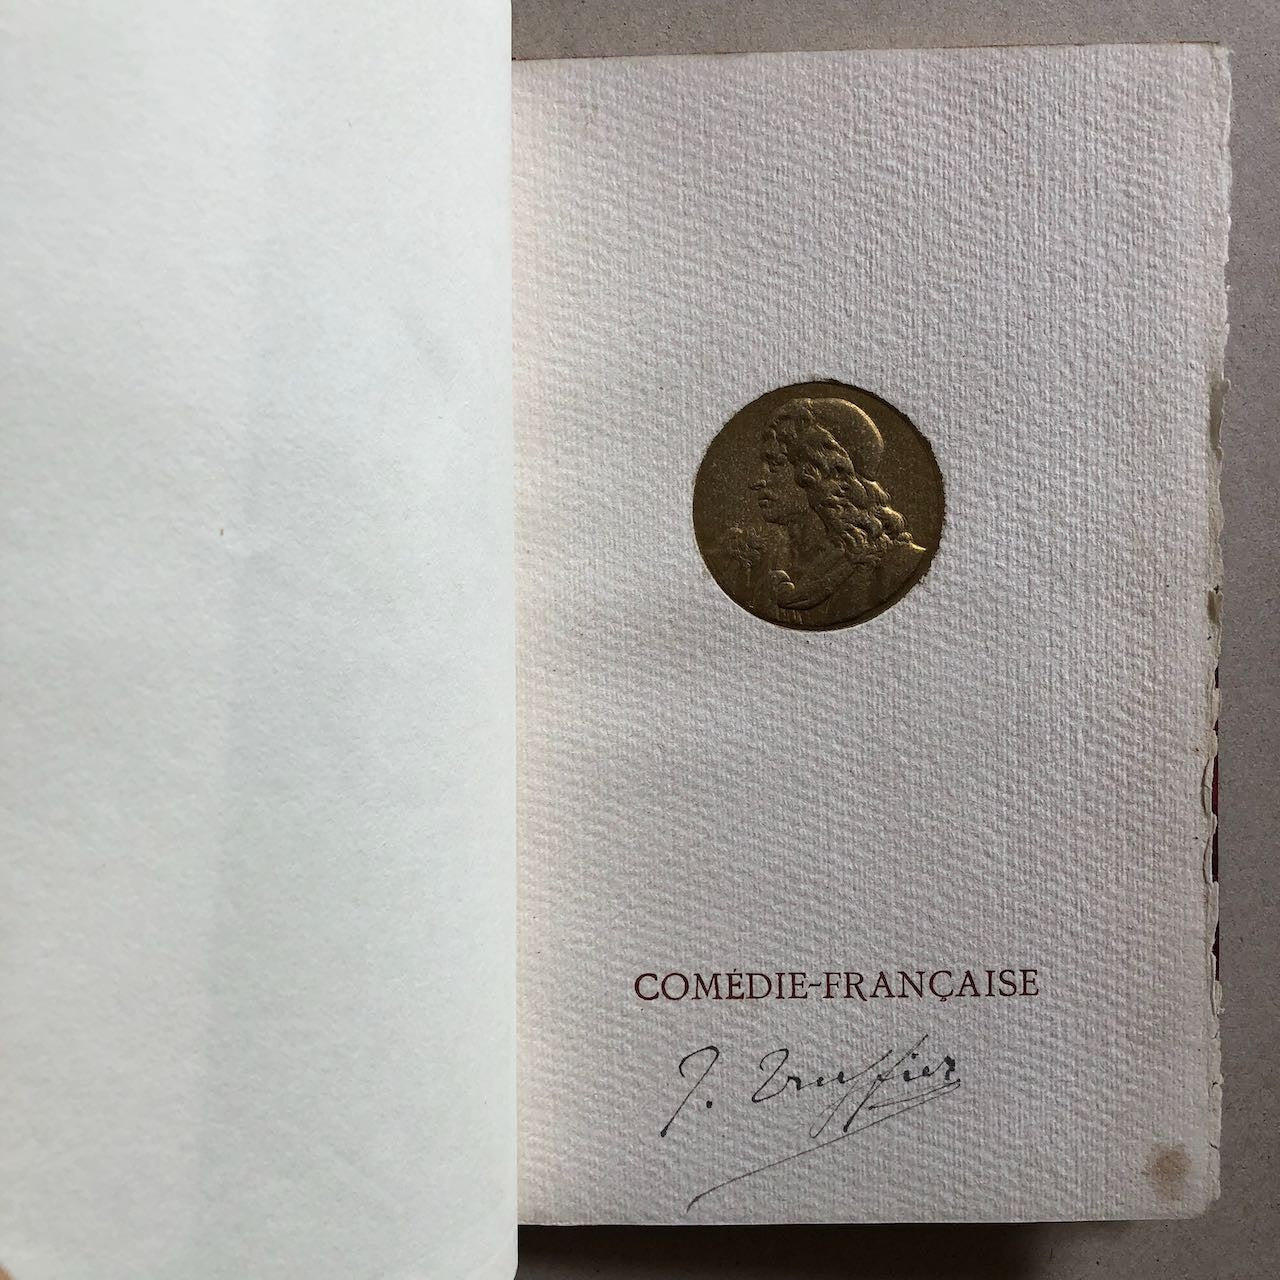 COMÉDIE-FRANÇAISE
J. Truffier